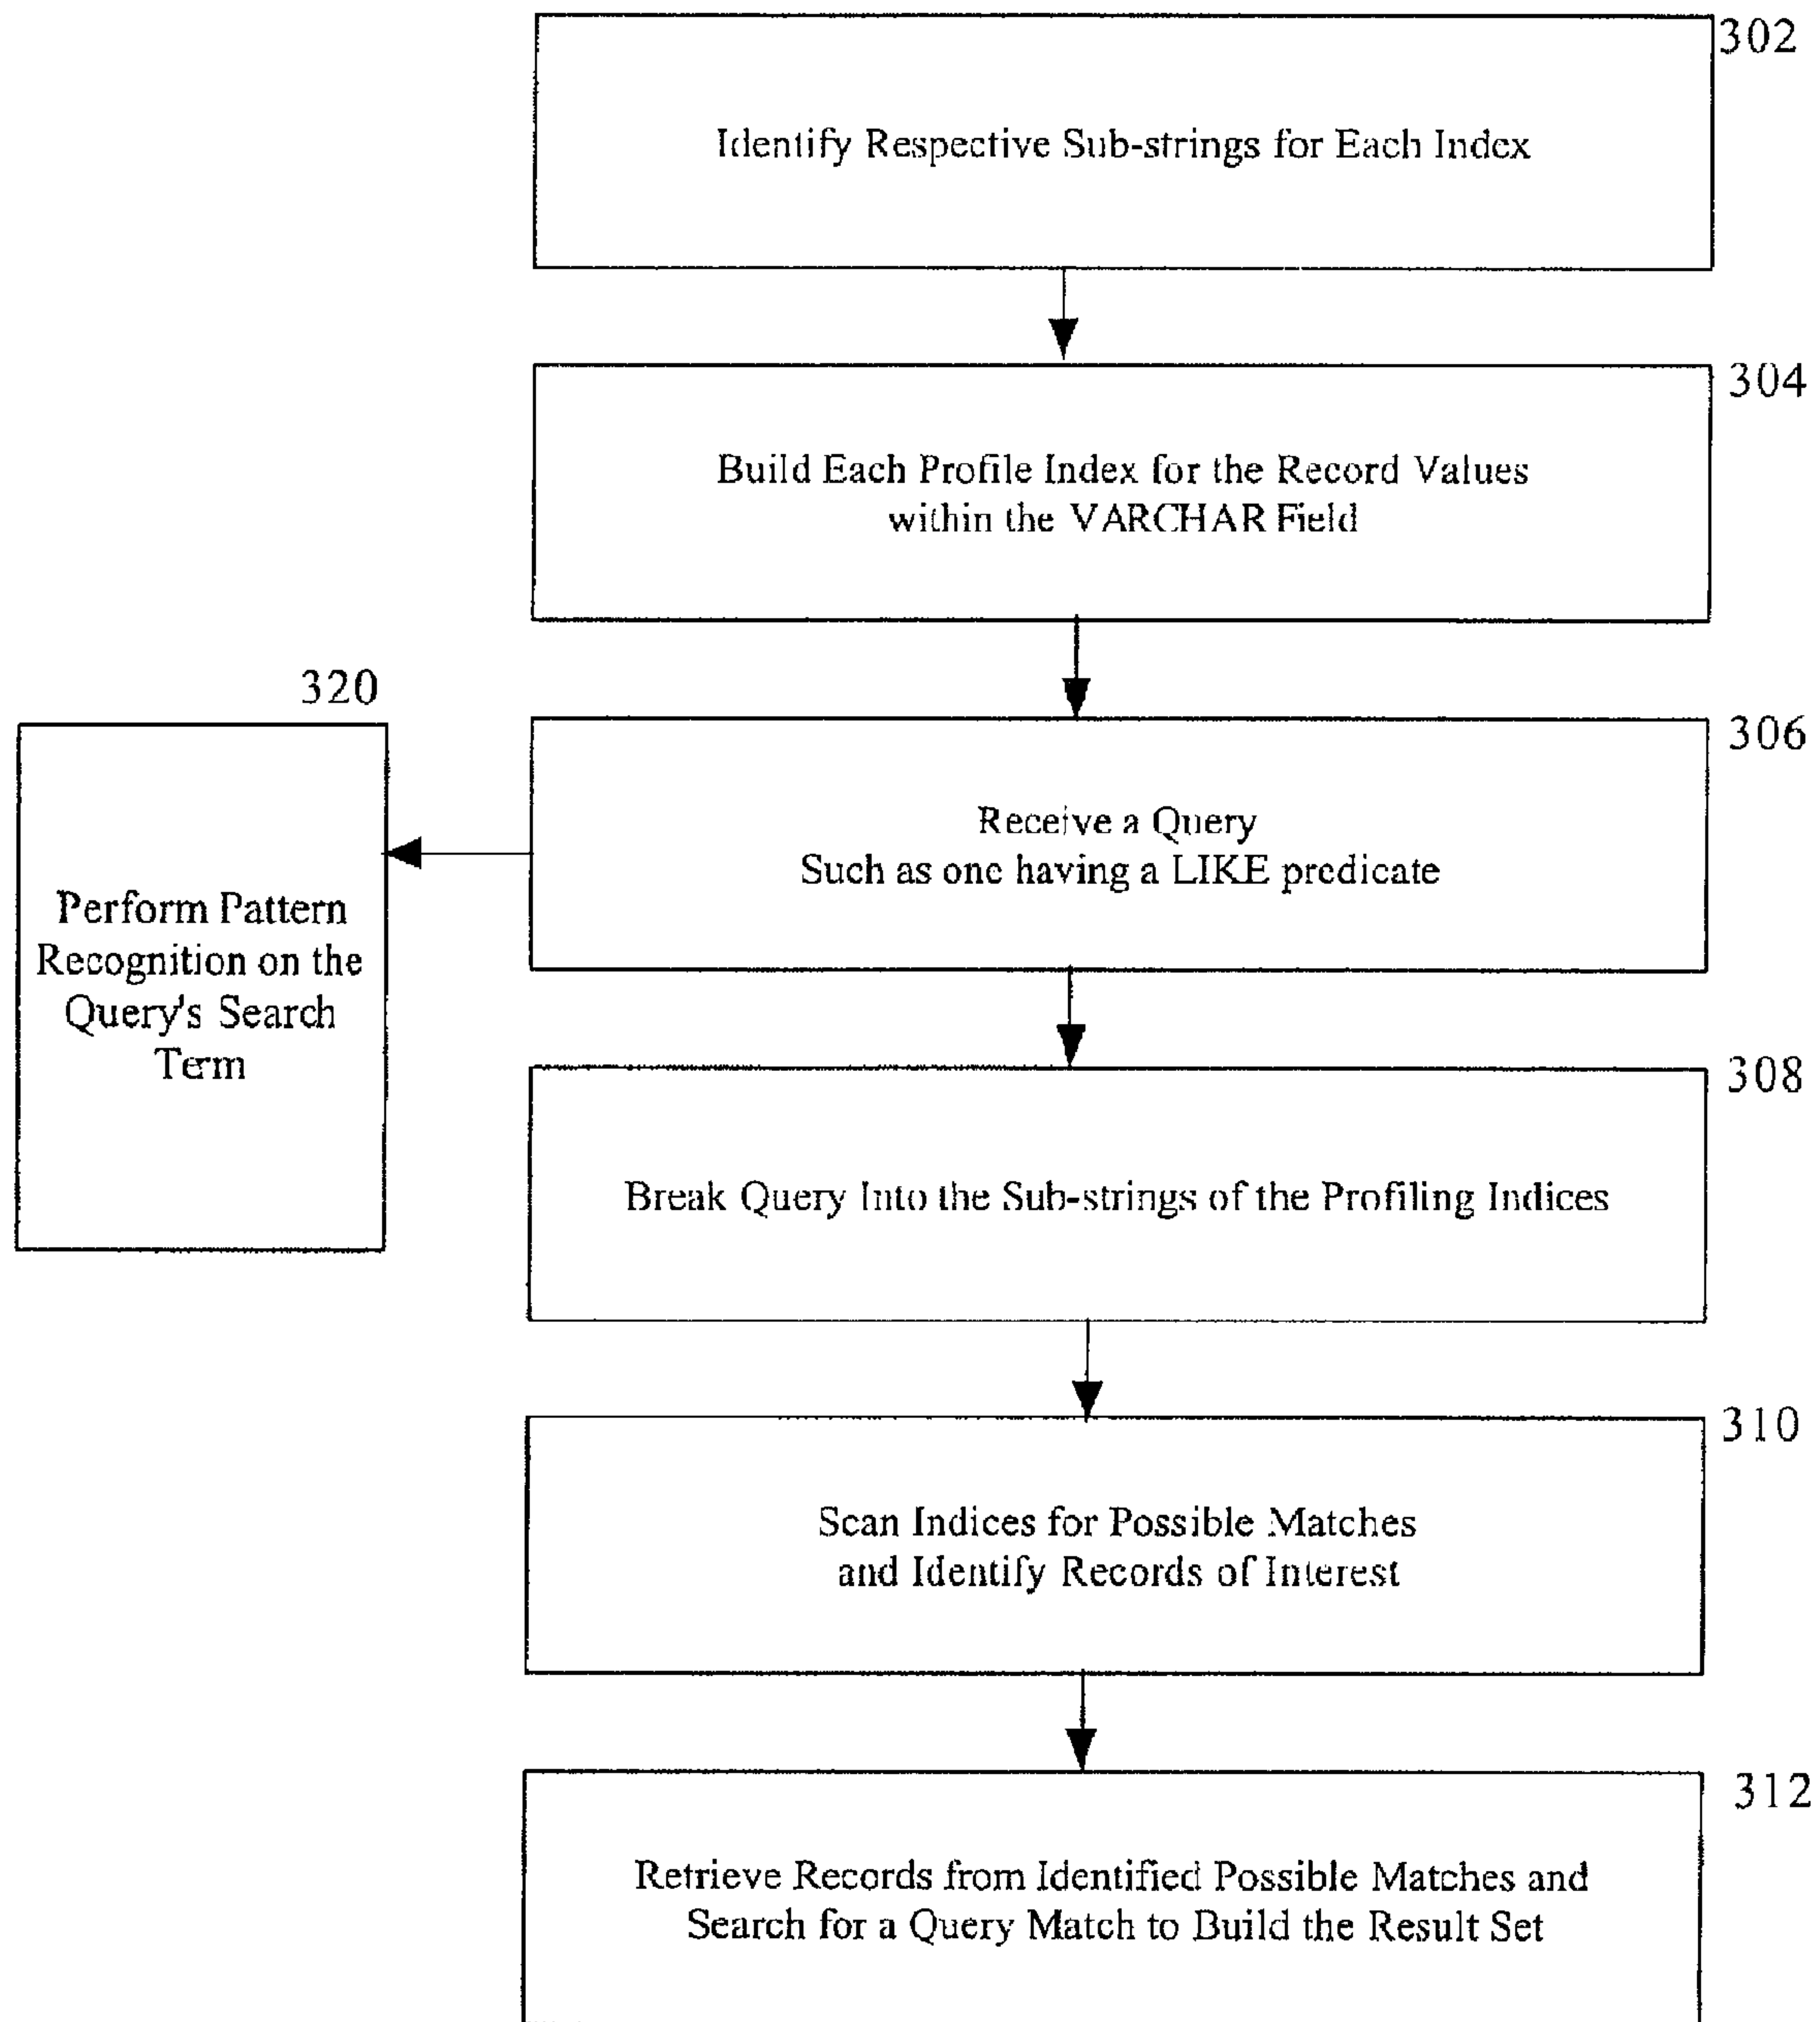 302
Identify Respective Sub-strings for Each Index
304
Build Each Profile Index for the Record Values
within the VARCHAR Field
320
306
Receive a Query
Such as one having a LIKE predicate
Perform Pattern
Recognition on the
Query's Search
Term
308
Break Query Into the Sub-strings of the Profiling Indices
310
Scan Indices for Possible Matches
and Identify Records of Interest
312
Retrieve Records from Identified Possible Matches and
Search for a Query Match to Build the Result Set